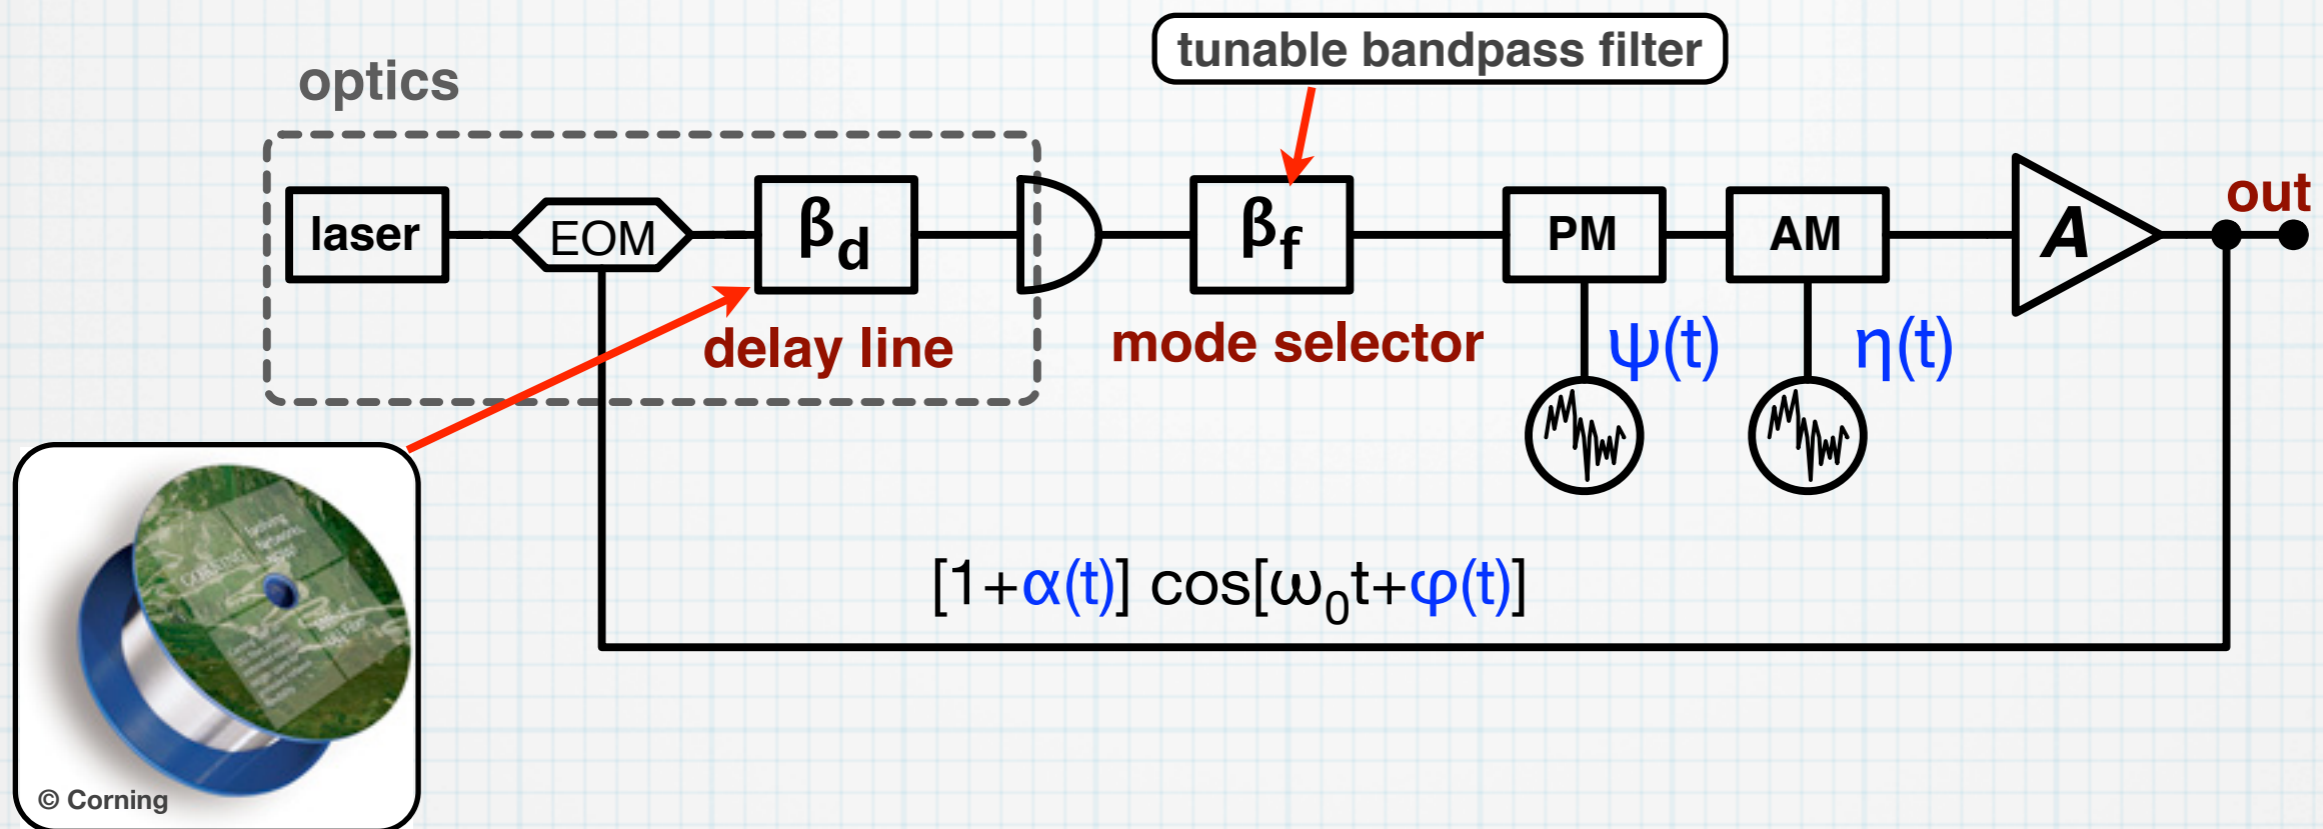 tunable bandpass filter
optics
laser
EOM
βd
βf
PM
AM
A
out
delay line
mode selector
ψ(t)
η(t)
[1+α(t)] cos[ω0t+φ(t)]
© Corning